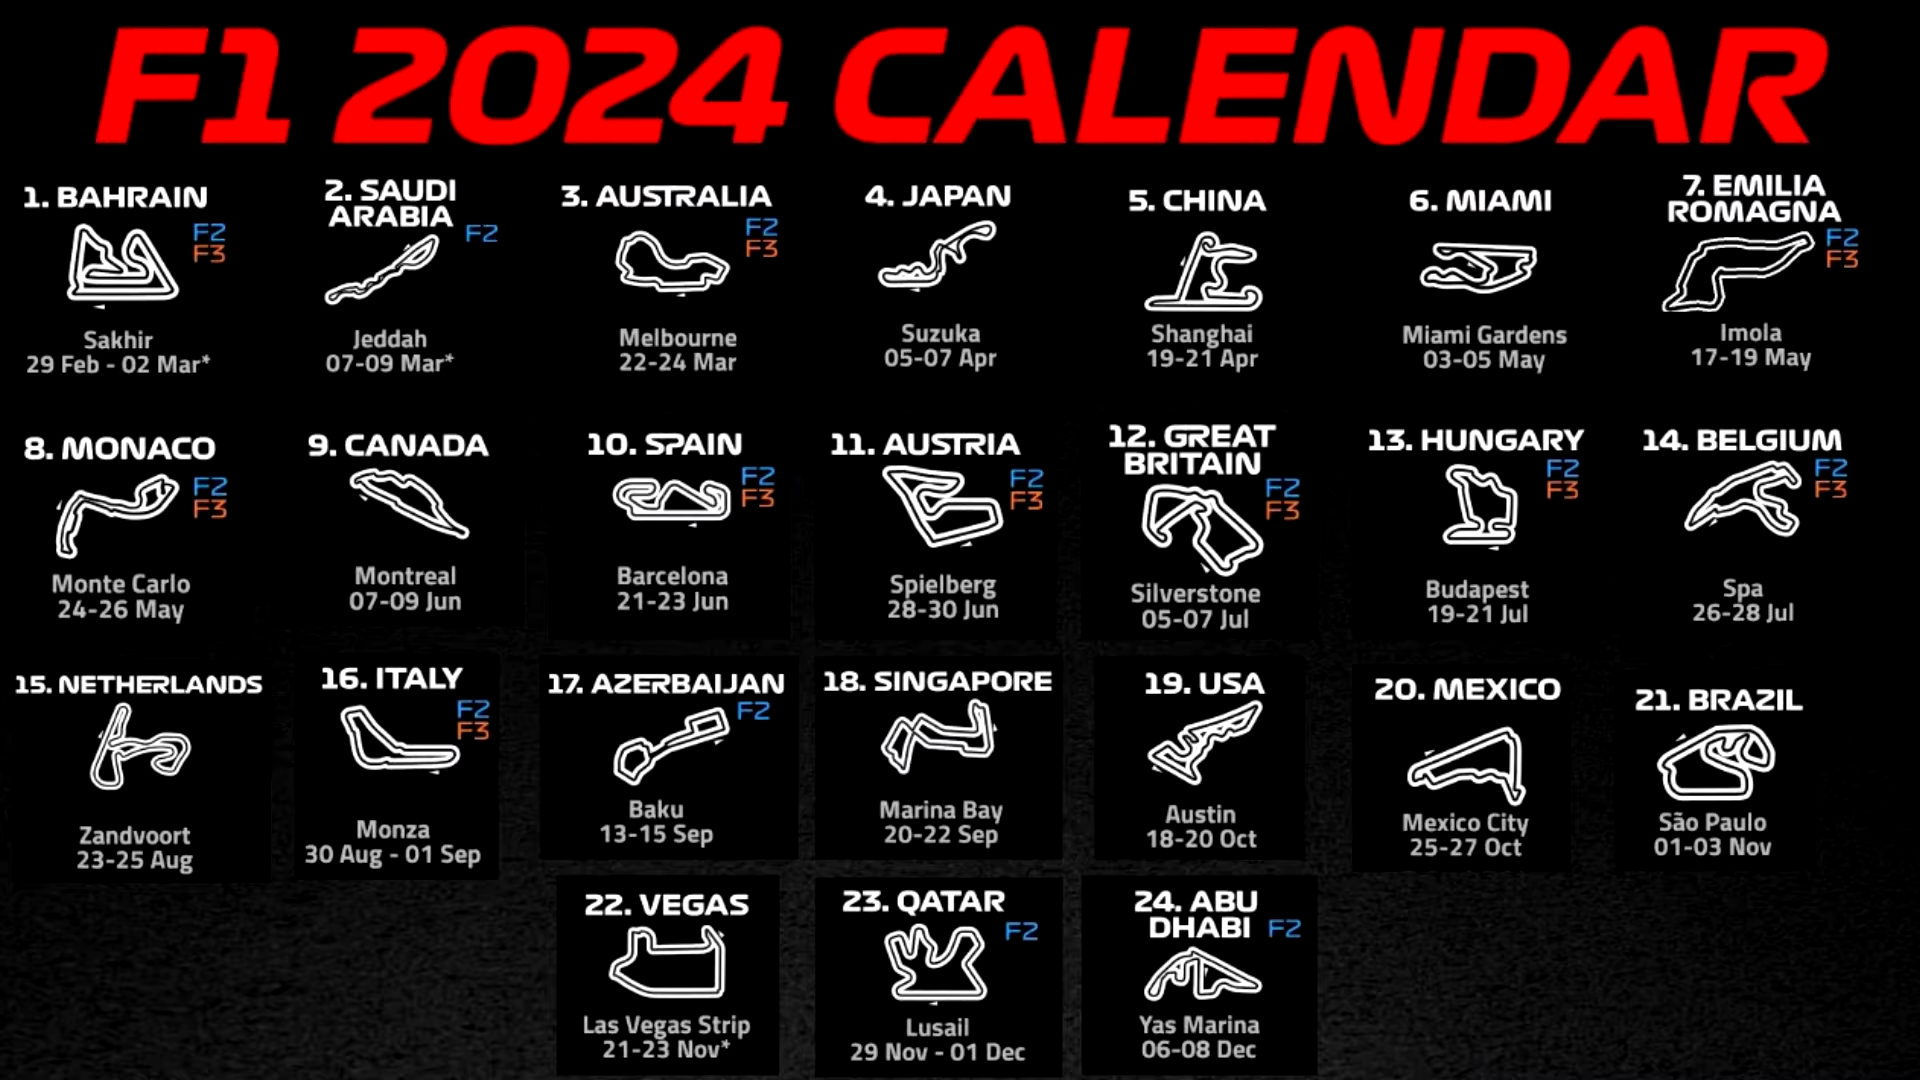 F1 2024 CALENDAR
1. BAHRAIN
F2
F3
Sakhir
29 Feb - 02 Mar*
2. SAUDI
ARABIA
F2
Jeddah
07-09 Mar*
3. AUSTRALIA
F2
F3
Melbourne
22-24 Mar
4. JAPAN
Suzuka
05-07 Apr
5. CHINA
Shanghai
19-21 Apr
6. MIAMI
Miami Gardens
03-05 May
7. EMILIA
ROMAGNA
F2
F3
Imola
17-19 May
8. MONACO
F2
F3
Monte Carlo
24-26 May
9. CANADA
Montreal
07-09 Jun
10. SPAIN
F2
F3
Barcelona
21-23 Jun
11. AUSTRIA
F2
F3
Spielberg
28-30 Jun
12. GREAT
BRITAIN
F2
F3
Silverstone
05-07 Jul
13. HUNGARY
F2
F3
Budapest
19-21 Jul
14. BELGIUM
F2
F3
Spa
26-28 Jul
15. NETHERLANDS
Zandvoort
23-25 Aug
16. ITALY
F2
F3
Monza
30 Aug - 01 Sep
17. AZERBAIJAN
F2
Baku
13-15 Sep
18. SINGAPORE
Marina Bay
20-22 Sep
19. USA
Austin
18-20 Oct
20. MEXICO
Mexico City
25-27 Oct
21. BRAZIL
São Paulo
01-03 Nov
22. VEGAS
Las Vegas Strip
21-23 Nov*
23. QATAR
F2
Lusail
29 Nov - 01 Dec
24. ABU
DHABI
F2
Yas Marina
06-08 Dec